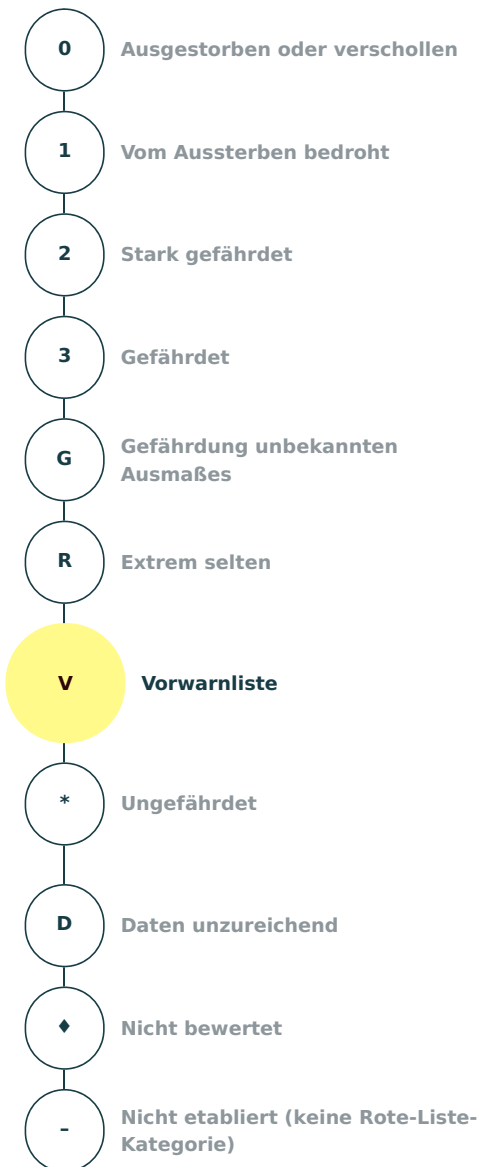 0 Ausgestorben oder verschollen
1 Vom Aussterben bedroht
2 Stark gefährdet
3 Gefährdet
G Gefährdung unbekannten
Ausmaßes
R Extrem selten
V Vorwarnliste
* Ungefährdet
D Daten unzureichend
♦ Nicht bewertet
– Nicht etabliert (keine Rote-Liste-
Kategorie)